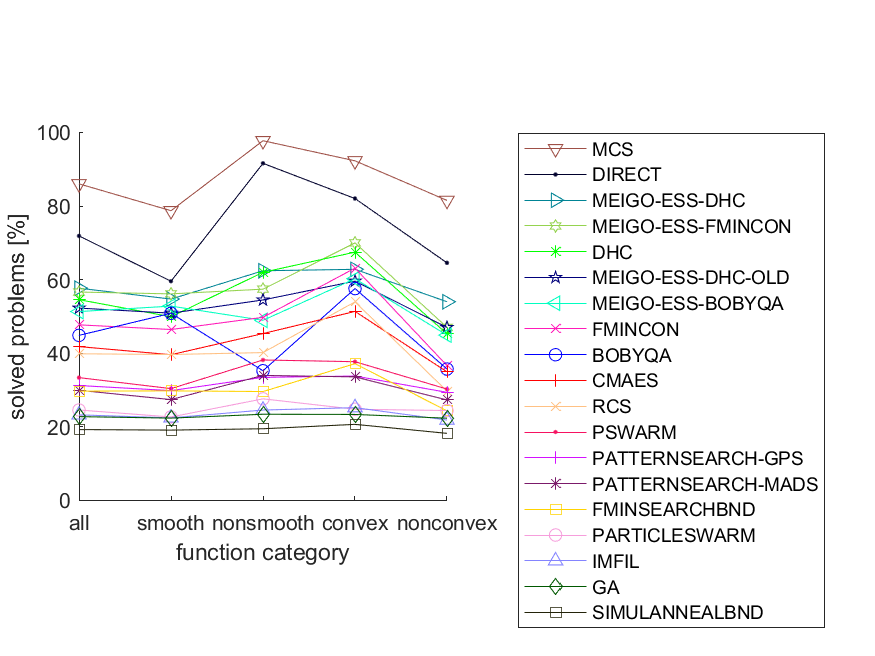 100
80
60
40
20
0
solved problems [%]
all smooth nonsmooth convex nonconvex
function category
MCS
DIRECT
MEIGO-ESS-DHC
MEIGO-ESS-FMINCON
DHC
MEIGO-ESS-DHC-OLD
MEIGO-ESS-BOBYQA
FMINCON
BOBYQA
CMAES
RCS
PSWARM
PATTERNSEARCH-GPS
PATTERNSEARCH-MADS
FMINSEARCHBND
PARTICLESWARM
IMFIL
GA
SIMULANNEALBND